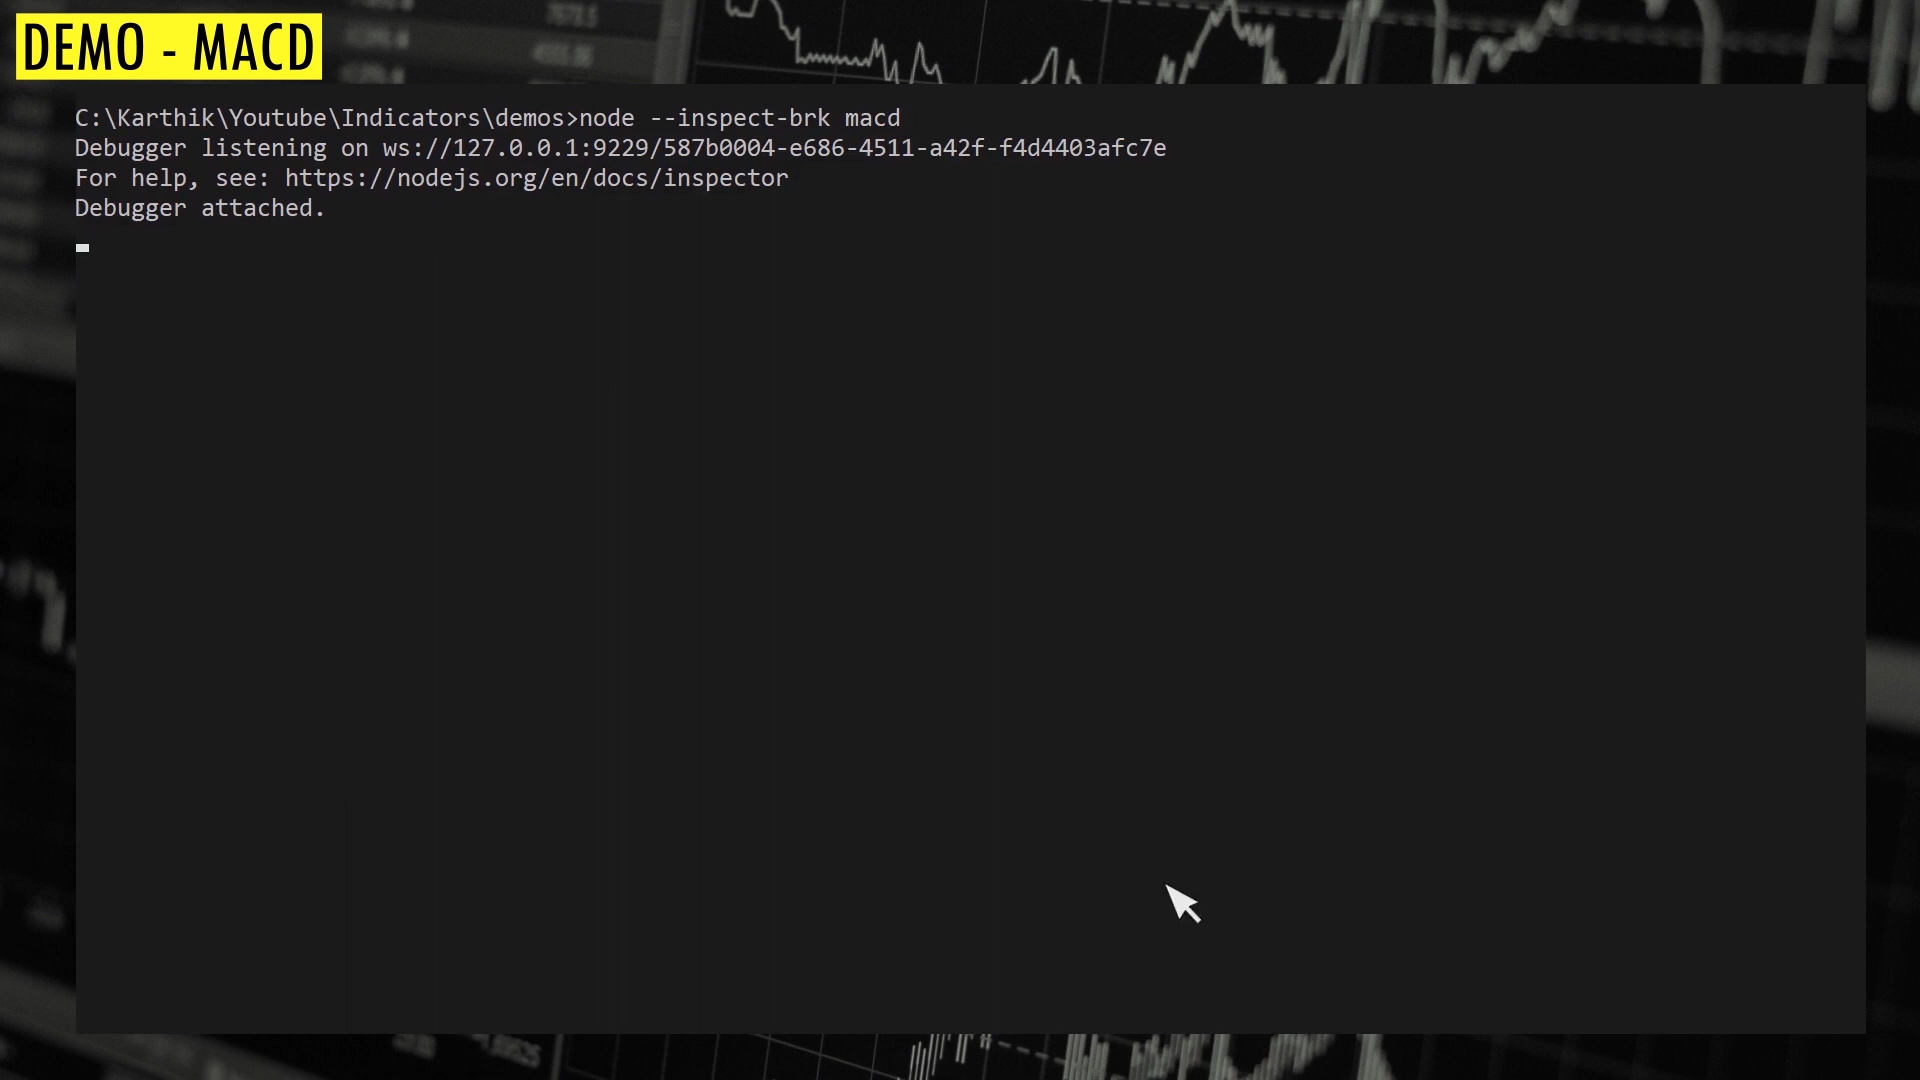 DEMO - MACD
C:\Karthik\Youtube\Indicators\demos>node --inspect-brk macd
Debugger listening on ws://127.0.0.1:9229/587b0004-e686-4511-a42f-f4d4403afc7e
For help, see: https://nodejs.org/en/docs/inspector
Debugger attached.